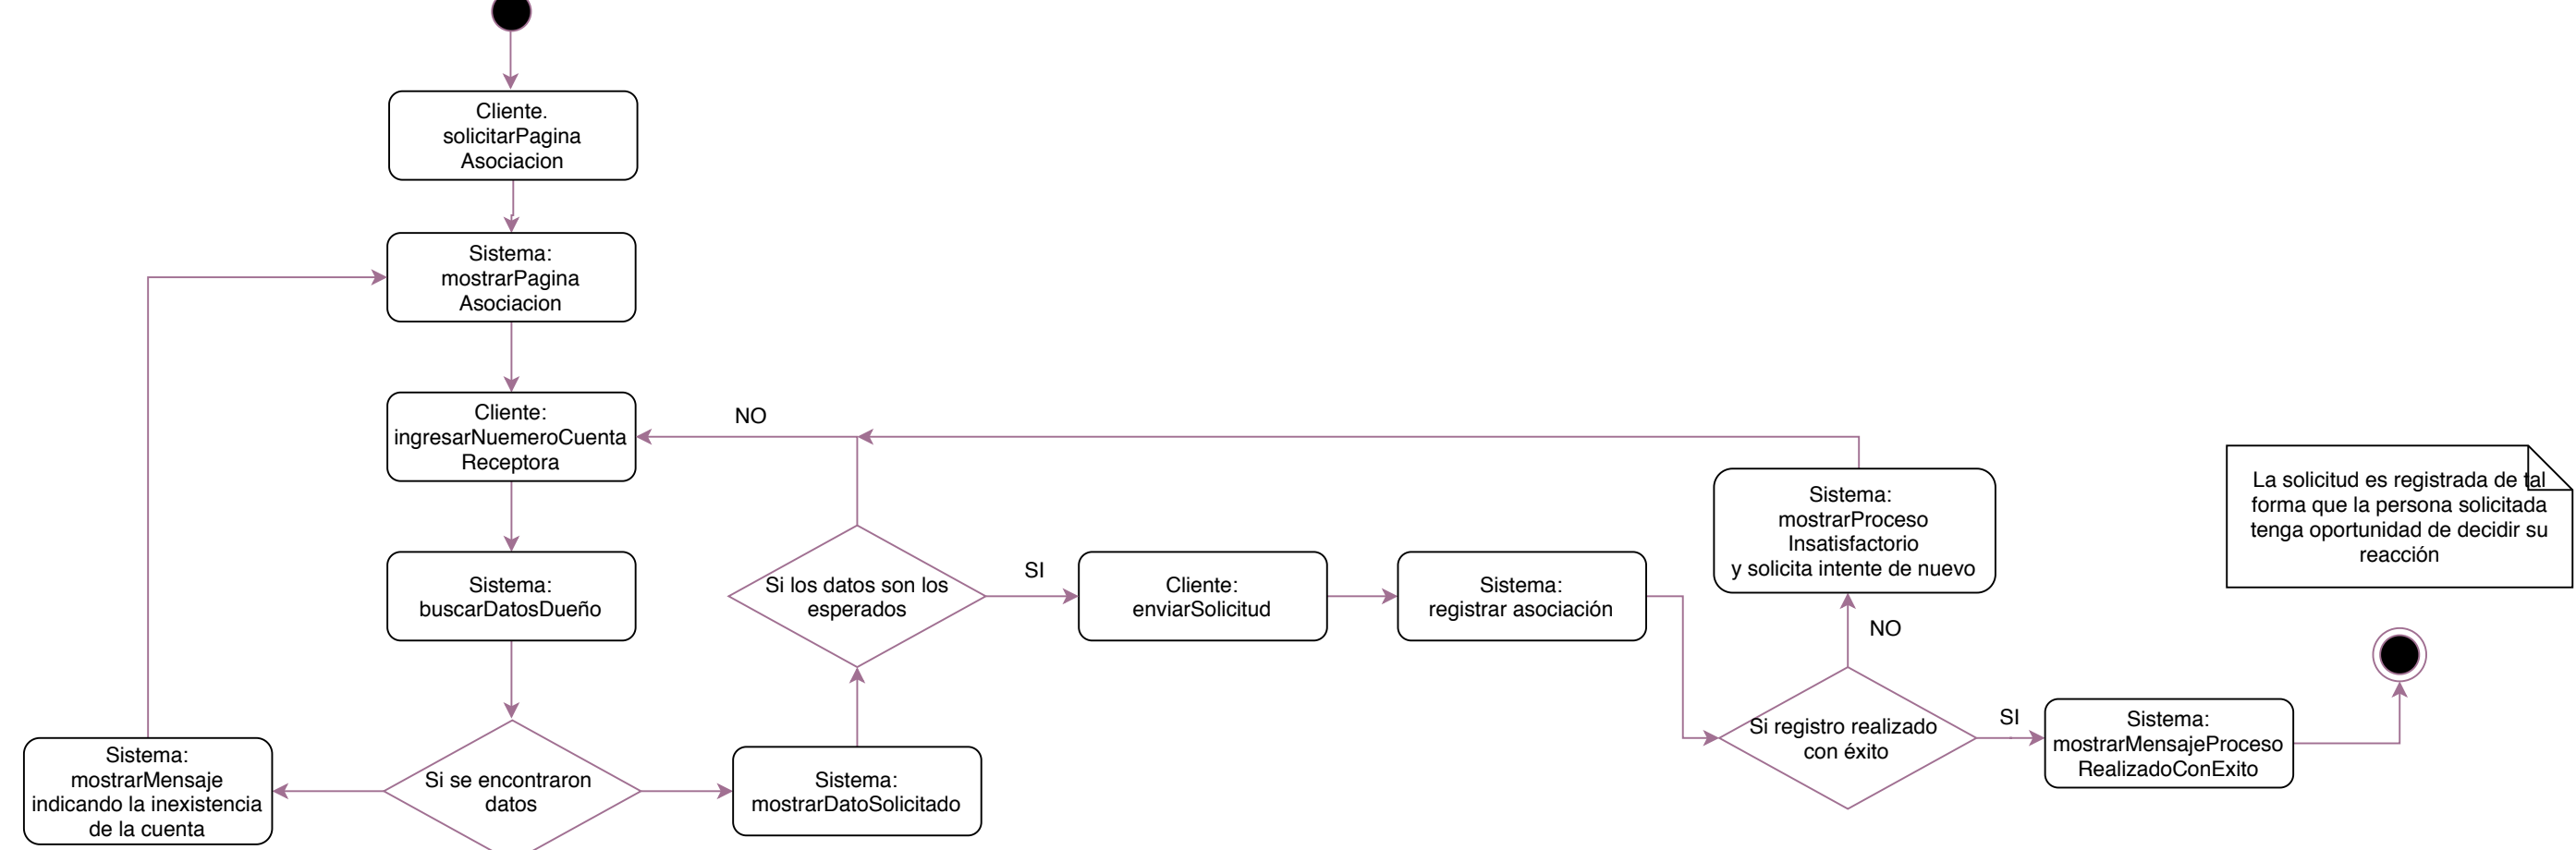 Cliente.
solicitarPagina
Asociacion
Sistema:
mostrarPagina
Asociacion
Cliente:
ingresarNuemeroCuenta
Receptora
NO
Sistema:
buscarDatosDueño
Si se encontraron
datos
Sistema:
mostrarMensaje
indicando la inexistencia
de la cuenta
Sistema:
mostrarDatoSolicitado
Si los datos son los
esperados
SI
Cliente:
enviarSolicitud
Sistema:
registrar asociación
Si registro realizado
con éxito
NO
Sistema:
mostrarProceso
Insatisfactorio
y solicita intente de nuevo
SI
Sistema:
mostrarMensajeProceso
RealizadoConExito
La solicitud es registrada de tal
forma que la persona solicitada
tenga oportunidad de decidir su
reacción